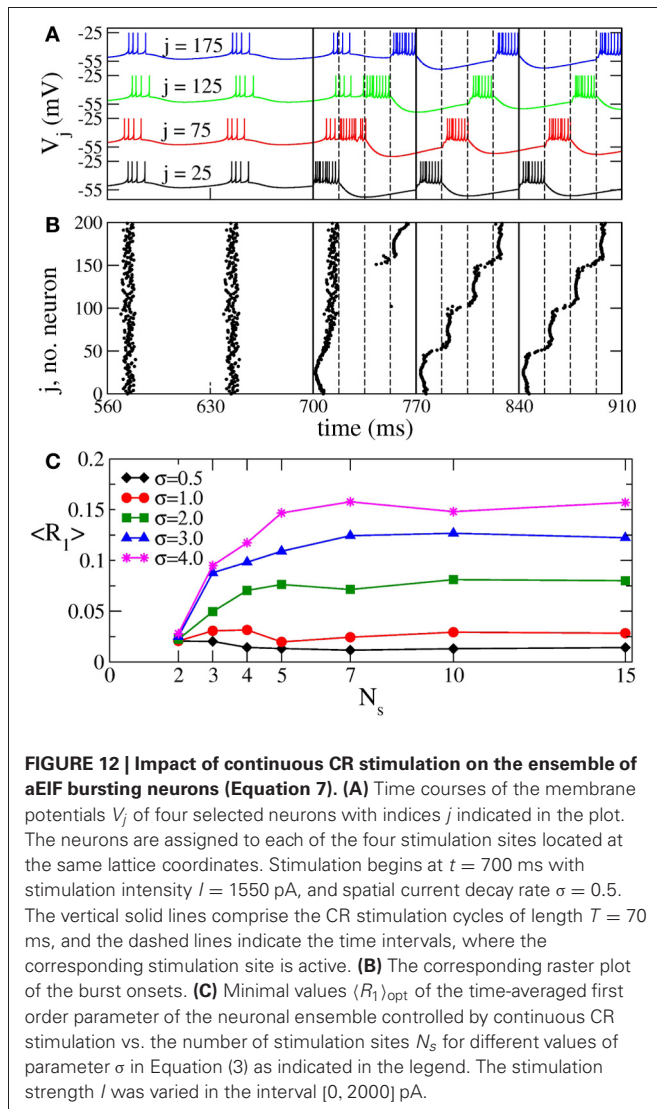 A
-25
-55
-25
-55
-25
-55
-25
-55
V_j (mV)
j = 175
j = 125
j = 75
j = 25
B
200
150
100
50
0
j, no. neuron
560 630 700 770 840 910
time (ms)
C
0.2
0.15
0.1
0.05
0
<R_1>
σ=0.5
σ=1.0
σ=2.0
σ=3.0
σ=4.0
0 2 3 4 5 7 10 15
N_s
FIGURE 12 | Impact of continuous CR stimulation on the ensemble of
aEIF bursting neurons (Equation 7). (A) Time courses of the membrane
potentials V_j of four selected neurons with indices j indicated in the plot.
The neurons are assigned to each of the four stimulation sites located at
the same lattice coordinates. Stimulation begins at t = 700 ms with
stimulation intensity I = 1550 pA, and spatial current decay rate σ = 0.5.
The vertical solid lines comprise the CR stimulation cycles of length T = 70
ms, and the dashed lines indicate the time intervals, where the
corresponding stimulation site is active. (B) The corresponding raster plot
of the burst onsets. (C) Minimal values ⟨R_1⟩_opt of the time-averaged first
order parameter of the neuronal ensemble controlled by continuous CR
stimulation vs. the number of stimulation sites N_s for different values of
parameter σ in Equation (3) as indicated in the legend. The stimulation
strength I was varied in the interval [0, 2000] pA.